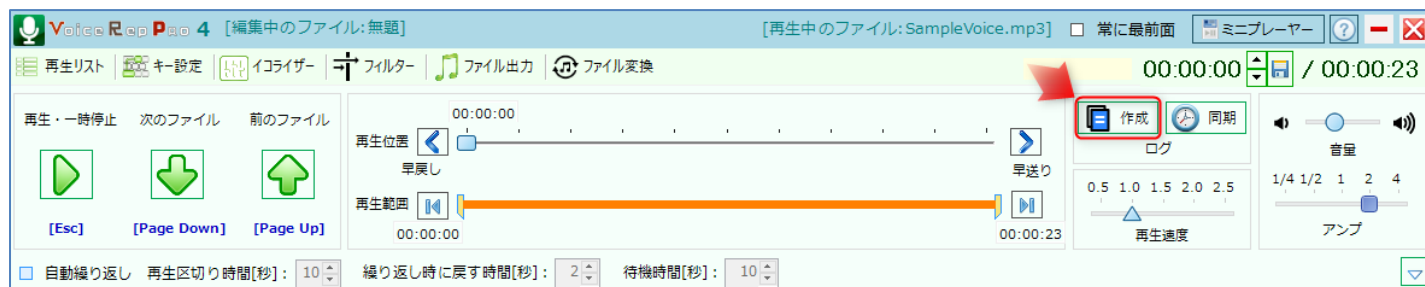 Voice Rep Pro 4 [編集中のファイル:無題] [再生中のファイル:SampleVoice.mp3] 常に最前面 ミニプレーヤー ?
再生リスト キー設定 イコライザー フィルター ファイル出力 ファイル変換 00:00:00 / 00:00:23
再生・一時停止 次のファイル 前のファイル
[Esc] [Page Down] [Page Up]
00:00:00
再生位置
早戻し 早送り
再生範囲
00:00:00 00:00:23
作成 同期
ログ
0.5 1.0 1.5 2.0 2.5
再生速度
音量
1/4 1/2 1 2 4
アンプ
自動繰り返し 再生区切り時間[秒]: 10 繰り返し時に戻す時間[秒]: 2 待機時間[秒]: 10